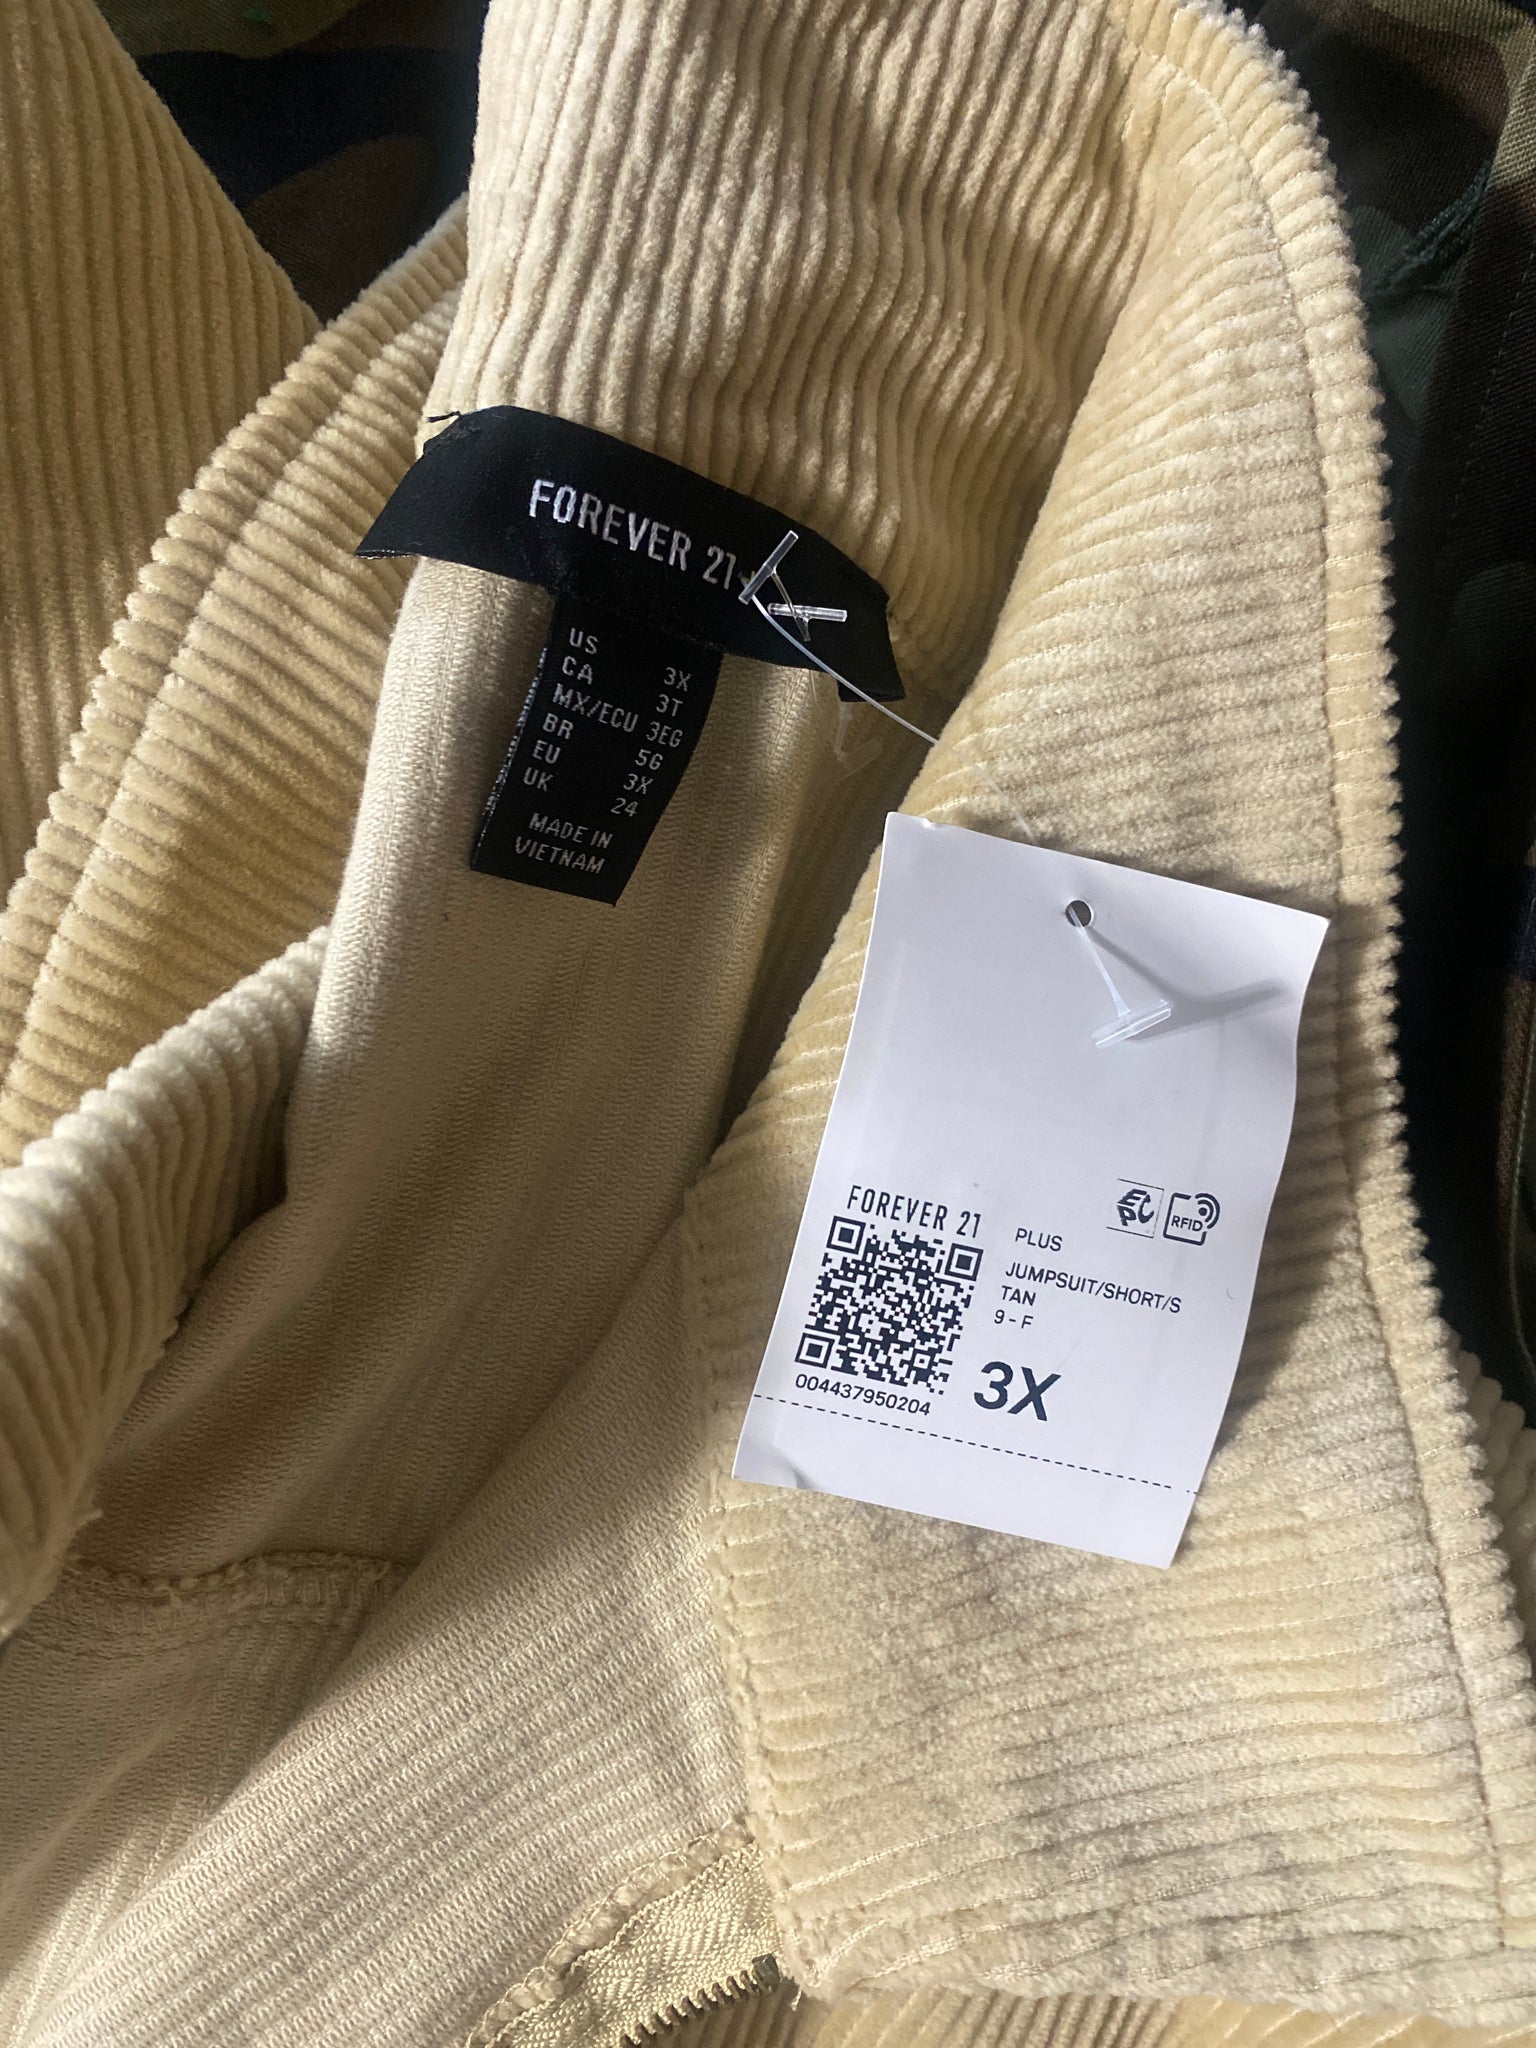 FOREVER 21+
US 3X
CA 3T
MX/ECU 3EG
BR 5G
EU 3X
UK 24
MADE IN
VIETNAM
EPC
RFID
FOREVER 21
PLUS
JUMPSUIT/SHORT/S
TAN
9-F
3X
004437950204